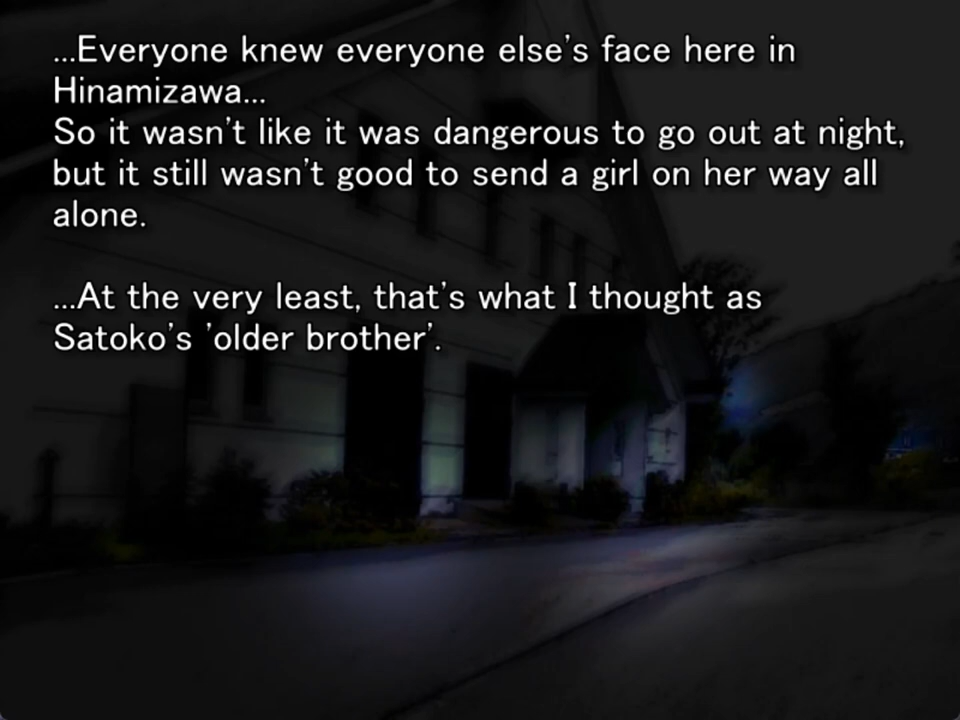 ...Everyone knew everyone else's face here in
Hinamizawa...
So it wasn't like it was dangerous to go out at night,
but it still wasn't good to send a girl on her way all
alone.
...At the very least, that's what I thought as
Satoko's 'older brother'.